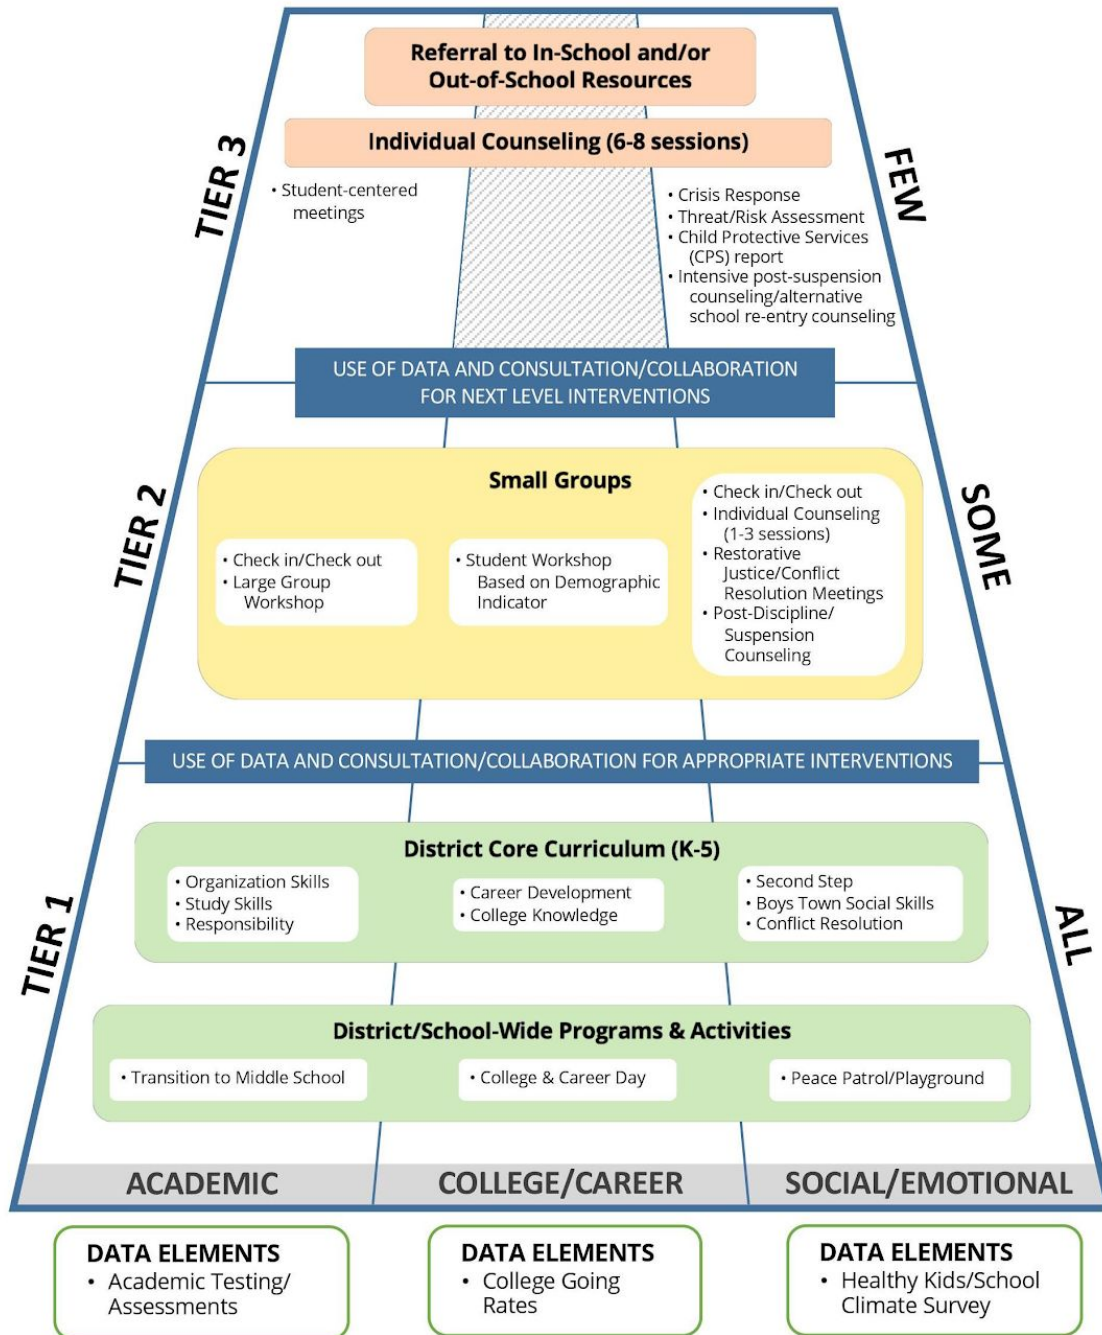 Referral to In-School and/or
Out-of-School Resources
Individual Counseling (6-8 sessions)
TIER 3
• Student-centered
meetings
• Crisis Response
• Threat/Risk Assessment
• Child Protective Services
(CPS) report
• Intensive post-suspension
counseling/alternative
school re-entry counseling
FEW
USE OF DATA AND CONSULTATION/COLLABORATION
FOR NEXT LEVEL INTERVENTIONS
TIER 2
Small Groups
• Check in/Check out
• Large Group
Workshop
• Student Workshop
Based on Demographic
Indicator
• Check in/Check out
• Individual Counseling
(1-3 sessions)
• Restorative
Justice/Conflict
Resolution Meetings
• Post-Discipline/
Suspension
Counseling
SOME
USE OF DATA AND CONSULTATION/COLLABORATION FOR APPROPRIATE INTERVENTIONS
TIER 1
District Core Curriculum (K-5)
• Organization Skills
• Study Skills
• Responsibility
• Career Development
• College Knowledge
• Second Step
• Boys Town Social Skills
• Conflict Resolution
ALL
District/School-Wide Programs & Activities
• Transition to Middle School
• College & Career Day
• Peace Patrol/Playground
ACADEMIC
COLLEGE/CAREER
SOCIAL/EMOTIONAL
DATA ELEMENTS
• Academic Testing/
Assessments
DATA ELEMENTS
• College Going
Rates
DATA ELEMENTS
• Healthy Kids/School
Climate Survey